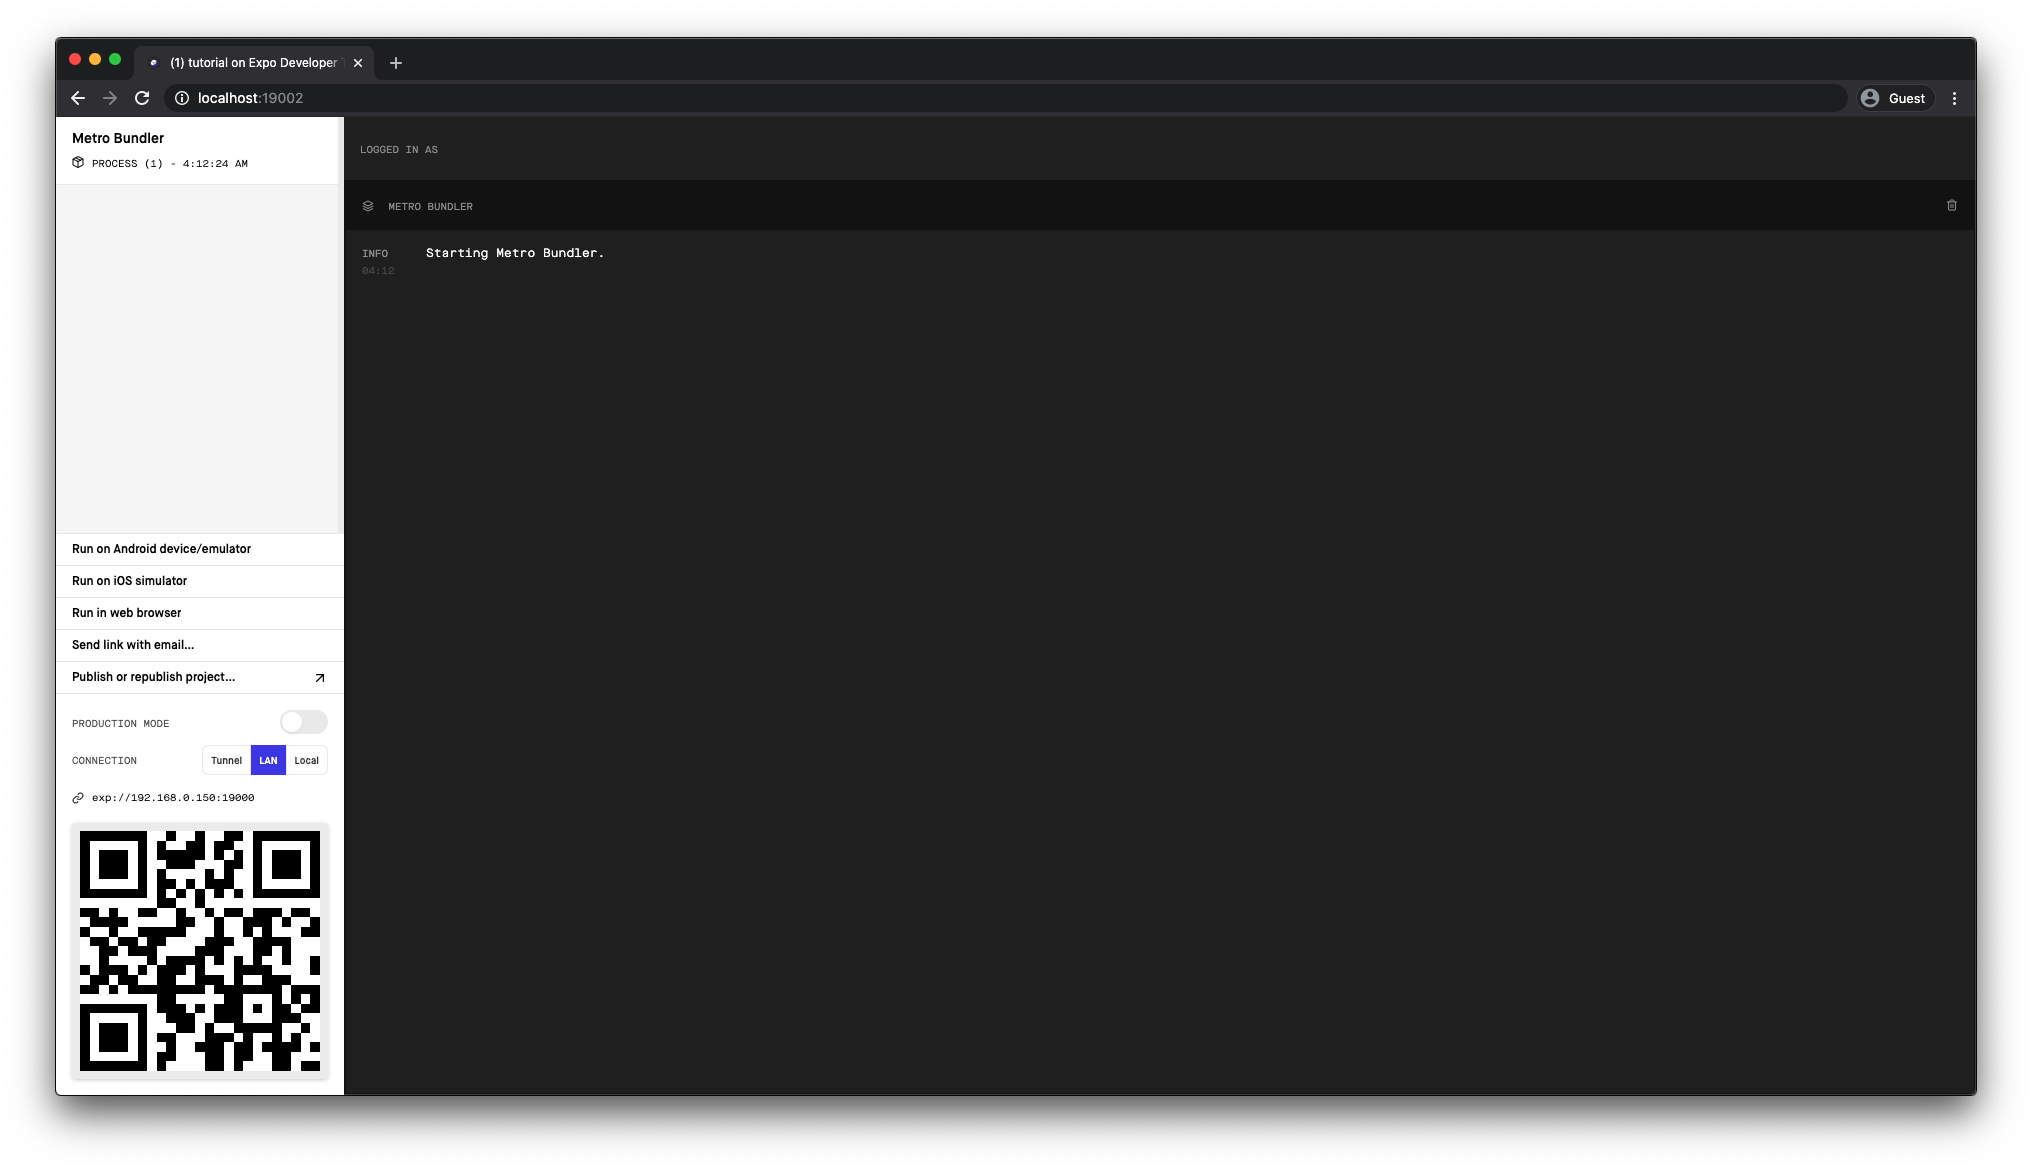 (1) tutorial on Expo Developer
localhost:19002
Guest
Metro Bundler
PROCESS (1) - 4:12:24 AM
LOGGED IN AS
METRO BUNDLER
INFO
Starting Metro Bundler.
04:12
Run on Android device/emulator
Run on iOS simulator
Run in web browser
Send link with email...
Publish or republish project...
PRODUCTION MODE
CONNECTION
Tunnel
LAN
Local
exp://192.168.0.150:19000